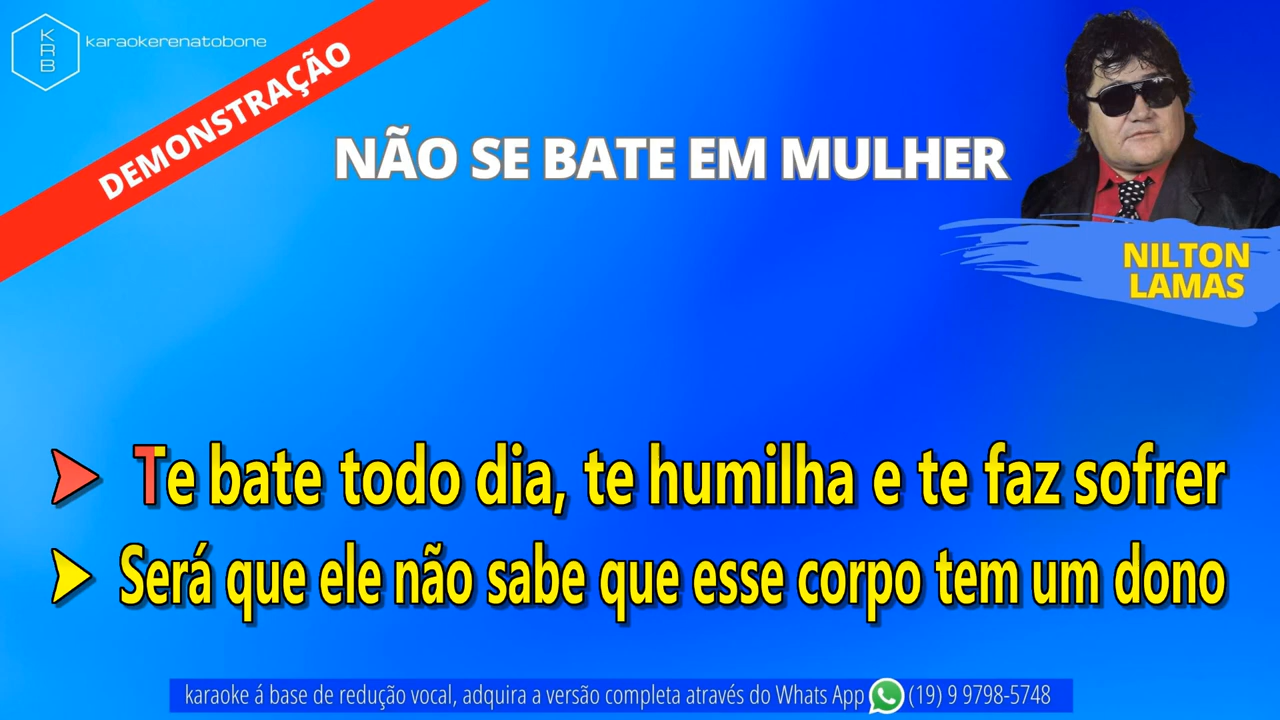 K
R
B
karaokerenatobone
DEMONSTRAÇÃO
NÃO SE BATE EM MULHER
NILTON
LAMAS
Te bate todo dia, te humilha e te faz sofrer
Será que ele não sabe que esse corpo tem um dono
karaoke á base de redução vocal, adquira a versão completa através do Whats App (19) 9 9798-5748